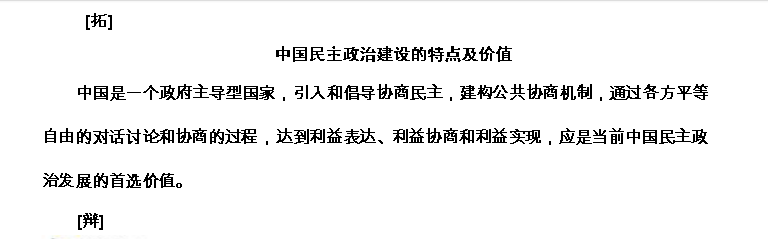 [拓]
中国民主政治建设的特点及价值
中国是一个政府主导型国家，引入和倡导协商民主，建构公共协商机制，通过各方平等
自由的对话讨论和协商的过程，达到利益表达、利益协商和利益实现，应是当前中国民主政
治发展的首选价值。
[辩]